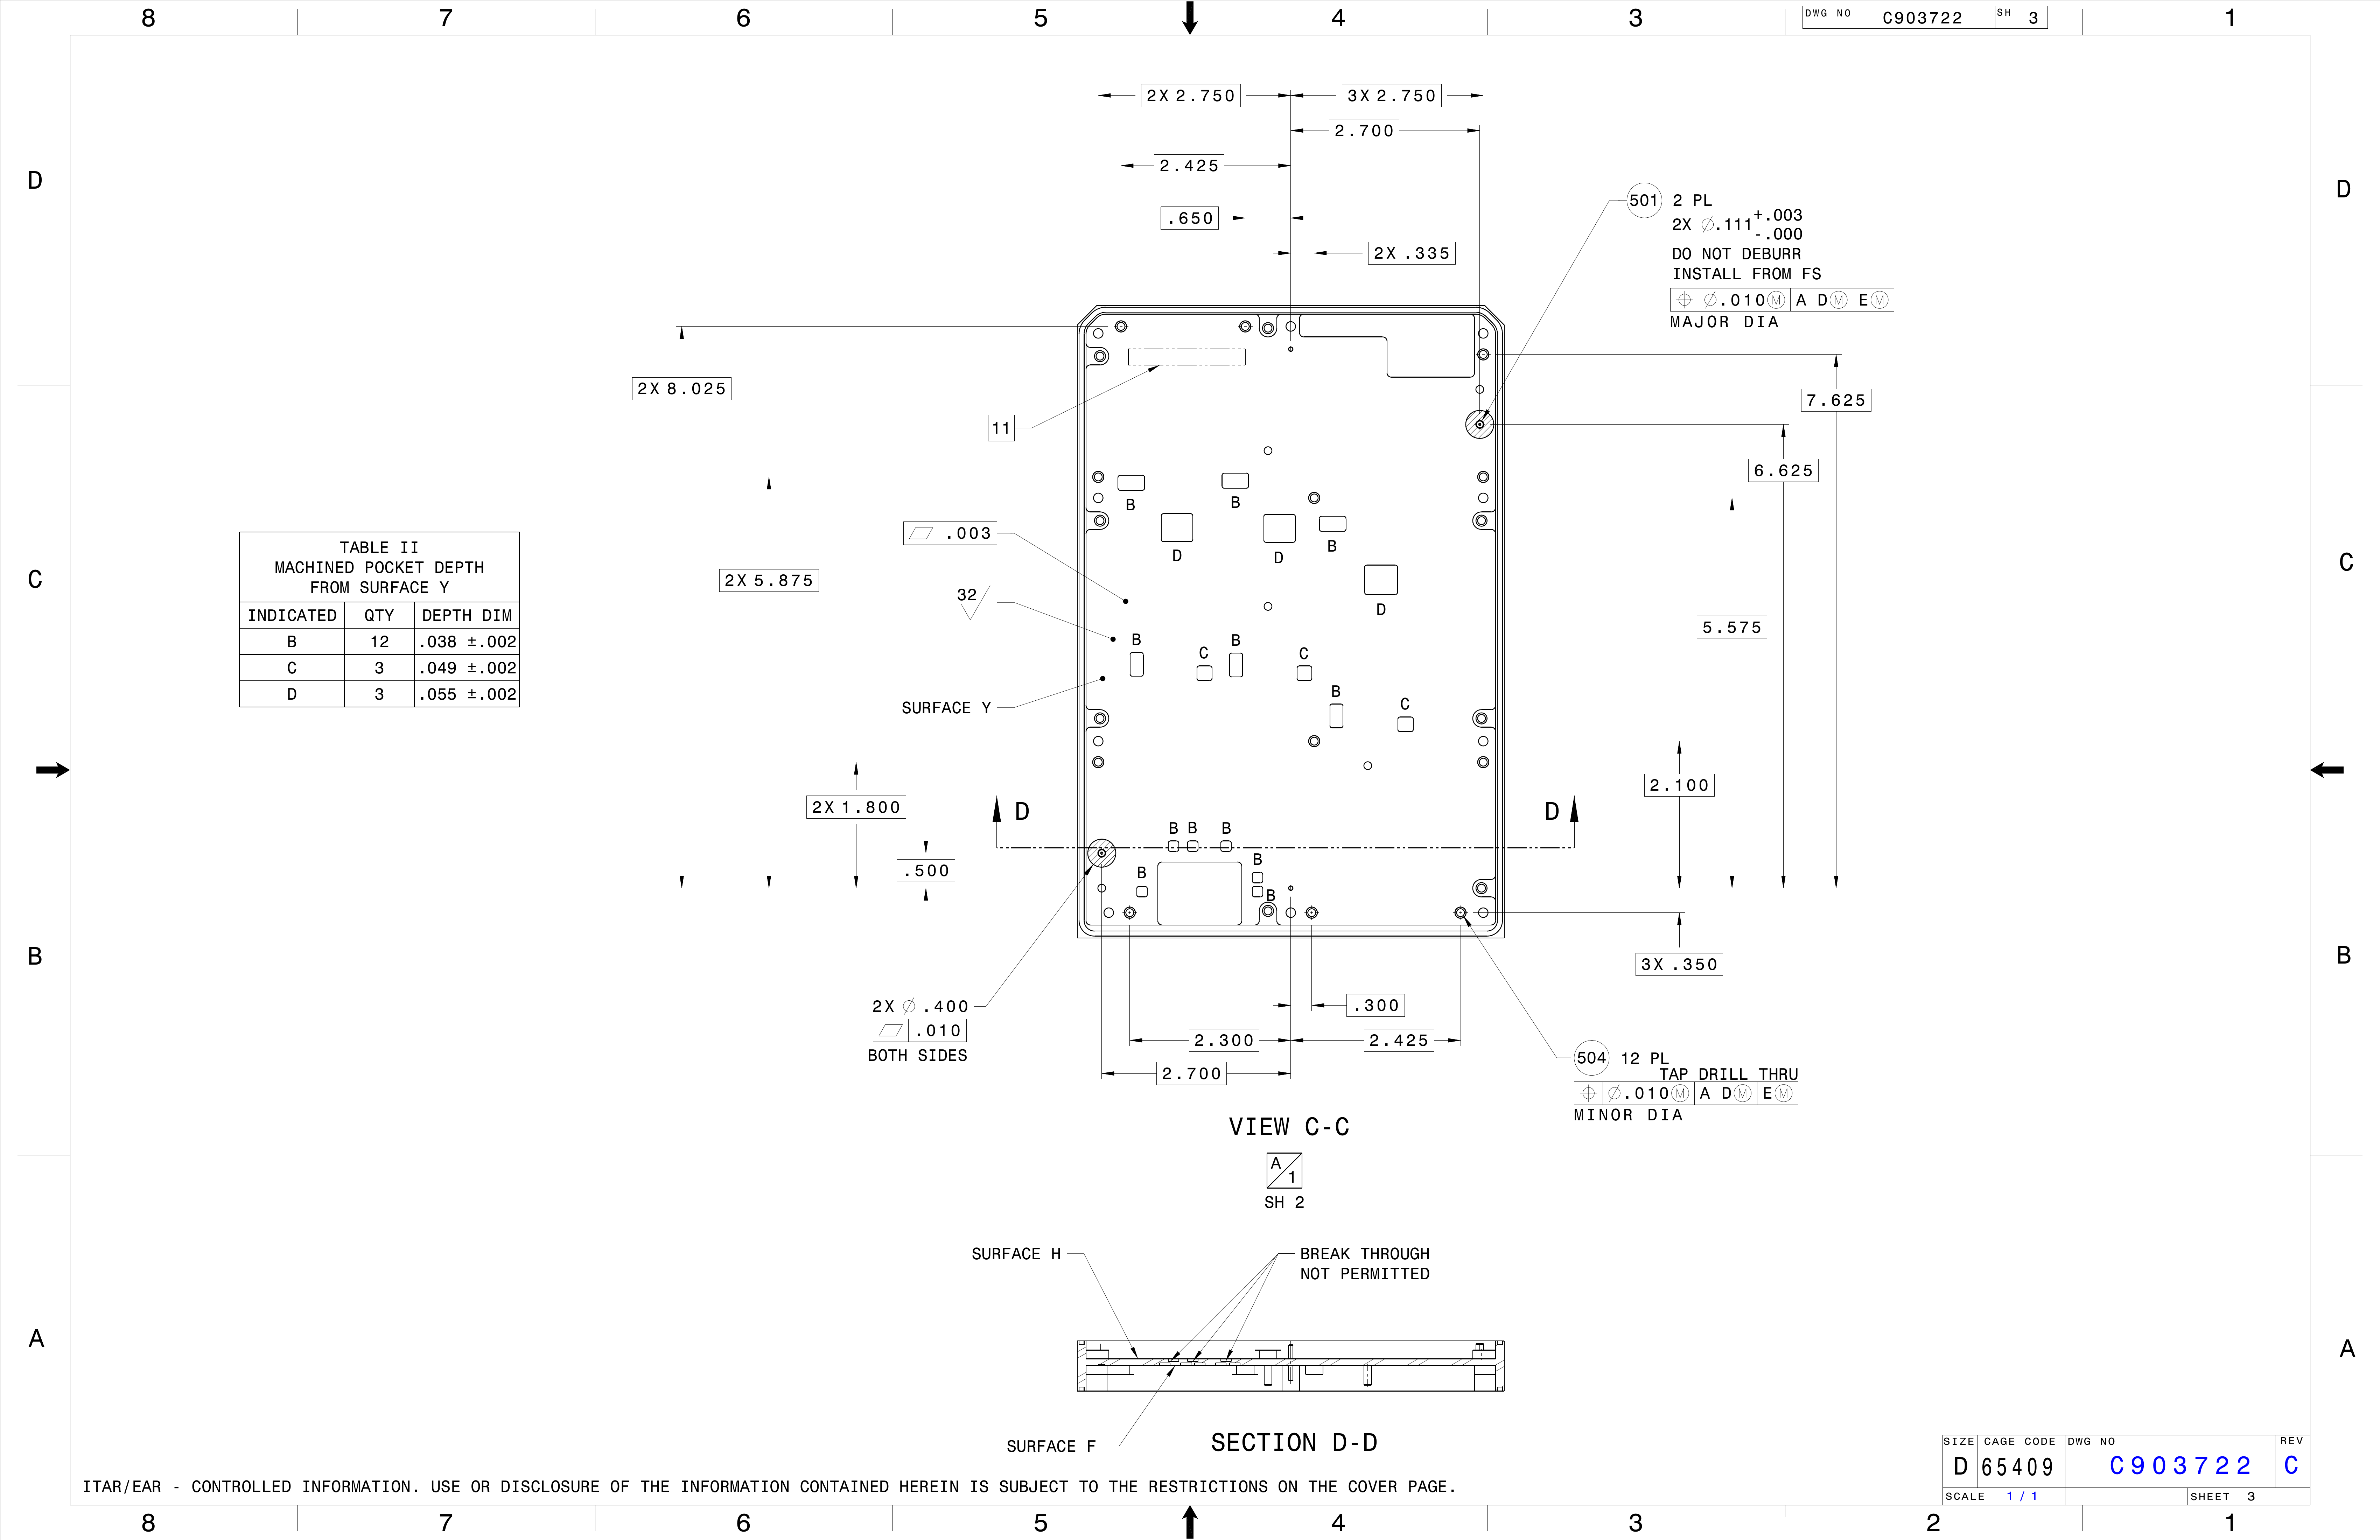 8 7 6 5 4 3 1
DWG NO C903722 SH 3
2X 2.750 3X 2.750
2.700
2.425
.650
2X .335
D D
501 2 PL
2X ∅.111 +.003 -.000
DO NOT DEBURR
INSTALL FROM FS
⌖ ∅.010Ⓜ A DⓂ EⓂ
MAJOR DIA
2X 8.025
7.625
11
6.625
▱ .003
TABLE II
MACHINED POCKET DEPTH
FROM SURFACE Y
INDICATED QTY DEPTH DIM
B 12 .038 ±.002
C 3 .049 ±.002
D 3 .055 ±.002
C C
2X 5.875
32
B B
D D B
D
5.575
B C B C
SURFACE Y
B C
2X 1.800
2.100
D D
B B B
.500
B B
B
B B
3X .350
2X ∅ .400
▱ .010
BOTH SIDES
.300
2.300 2.425
2.700
504 12 PL
TAP DRILL THRU
⌖ ∅.010Ⓜ A DⓂ EⓂ
MINOR DIA
VIEW C-C
A/1
SH 2
SURFACE H
BREAK THROUGH
NOT PERMITTED
A A
SURFACE F
SECTION D-D
ITAR/EAR - CONTROLLED INFORMATION. USE OR DISCLOSURE OF THE INFORMATION CONTAINED HEREIN IS SUBJECT TO THE RESTRICTIONS ON THE COVER PAGE.
SIZE CAGE CODE DWG NO REV
D 65409 C903722 C
SCALE 1 / 1 SHEET 3
8 7 6 5 4 3 2 1